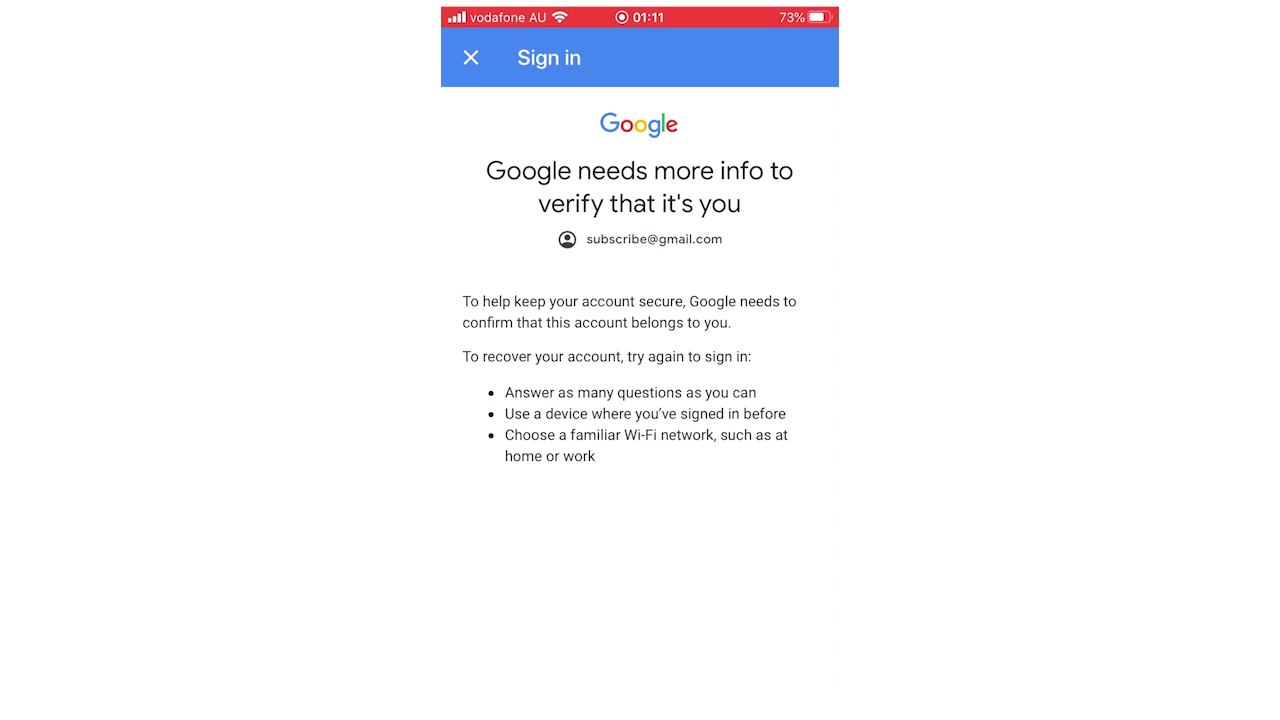 vodafone AU 01:11 73%
Sign in
Google
Google needs more info to
verify that it's you
subscribe@gmail.com
To help keep your account secure, Google needs to
confirm that this account belongs to you.
To recover your account, try again to sign in:
• Answer as many questions as you can
• Use a device where you’ve signed in before
• Choose a familiar Wi-Fi network, such as at
home or work